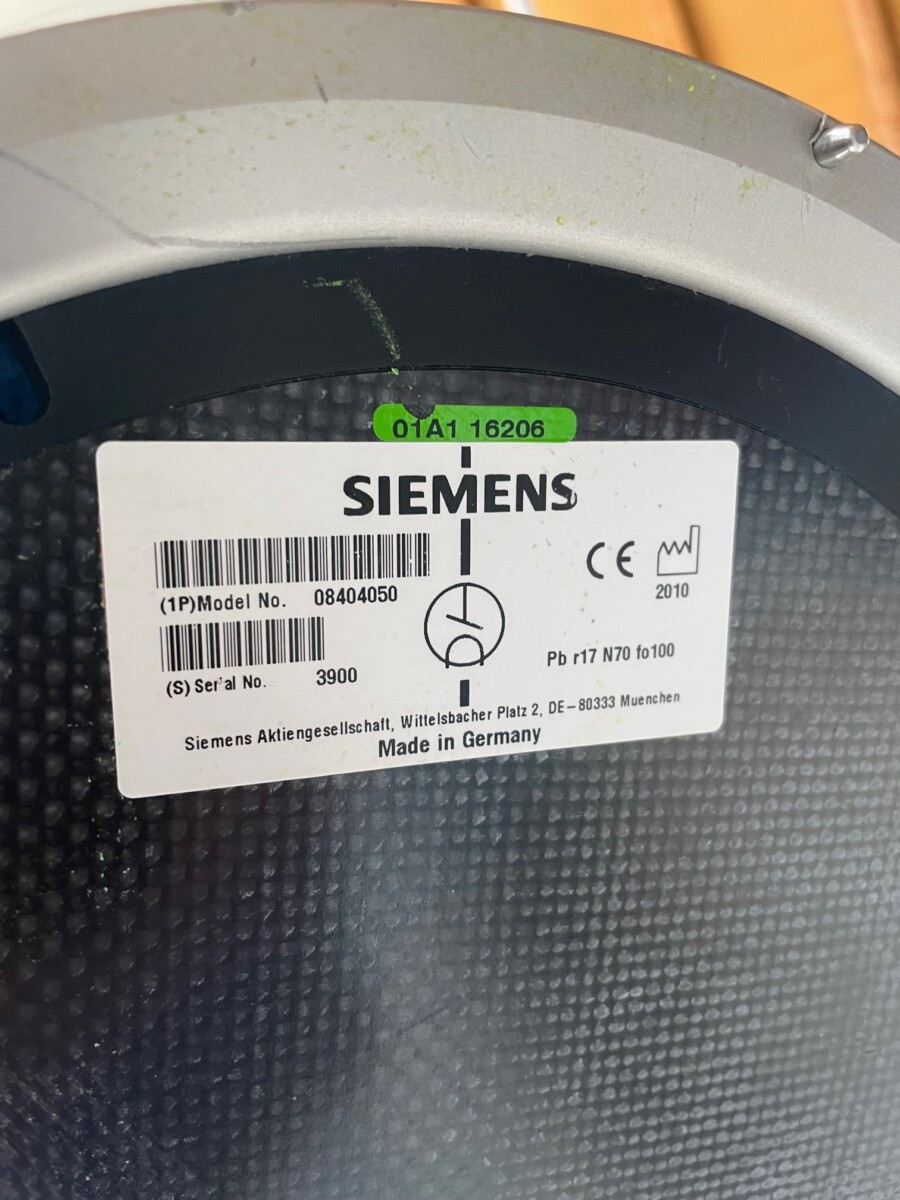 01A1 16206
SIEMENS
CE
(1P)Model No. 08404050
2010
(S) Serial No. 3900
Pb r17 N70 fo100
Siemens Aktiengesellschaft, Wittelsbacher Platz 2, DE-80333 Muenchen
Made in Germany